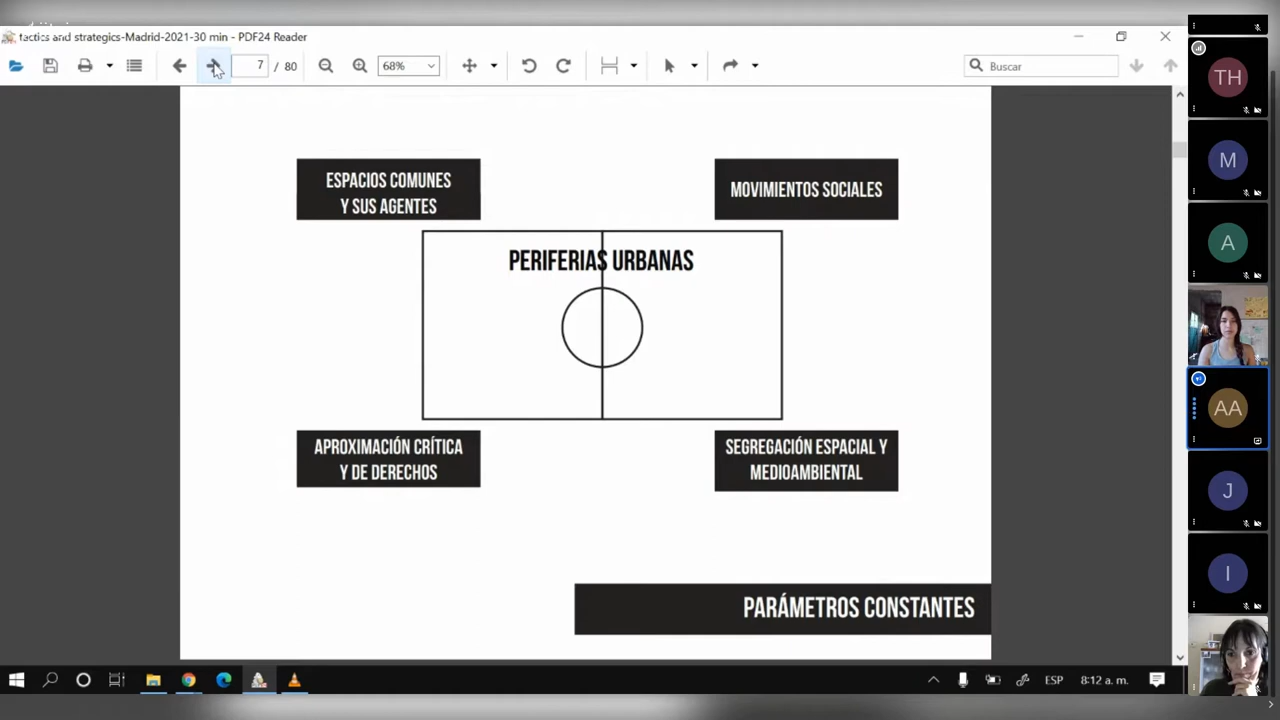 tactics and strategics-Madrid-2021-30 min - PDF24 Reader
7 / 80
68%
Buscar
ESPACIOS COMUNES
Y SUS AGENTES
MOVIMIENTOS SOCIALES
PERIFERIAS URBANAS
APROXIMACIÓN CRÍTICA
Y DE DERECHOS
SEGREGACIÓN ESPACIAL Y
MEDIOAMBIENTAL
PARÁMETROS CONSTANTES
TH
M
A
AA
J
I
ESP
8:12 a. m.